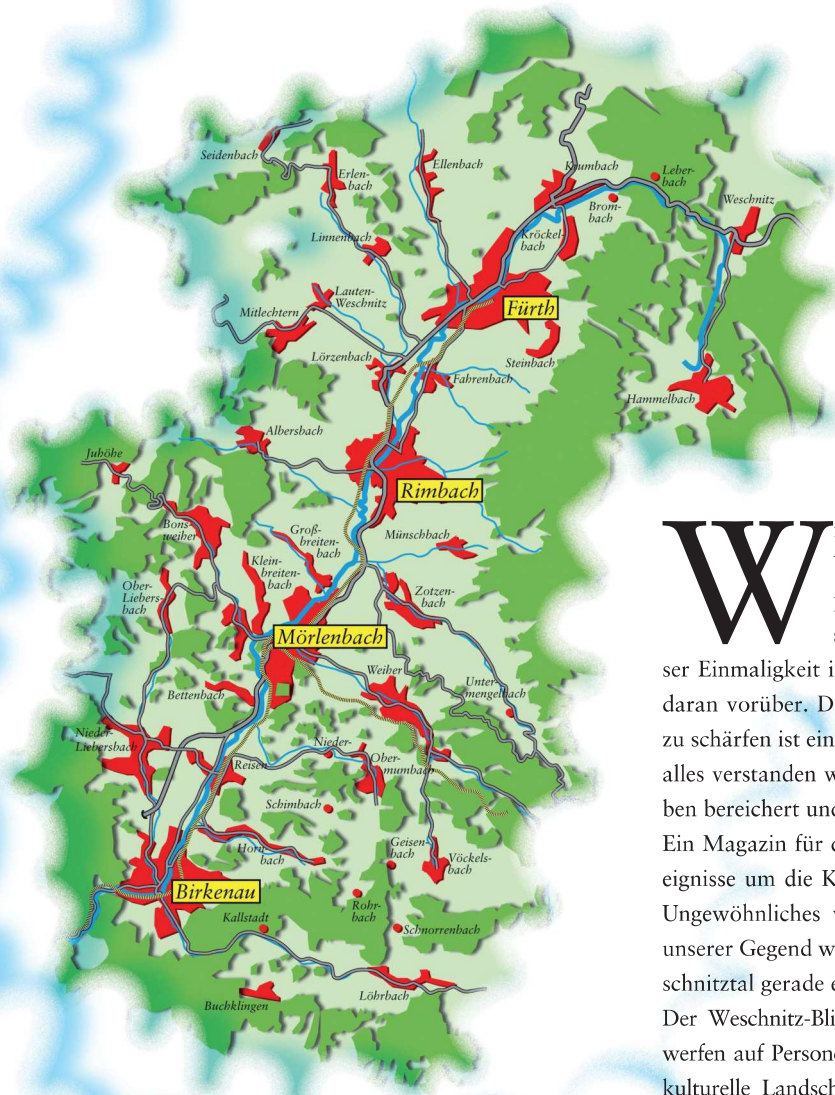 Seidenbach
Erlen-
bach
Ellenbach
Krumbach
Leber-
bach
Weschnitz
Brom-
bach
Linnenbach
Kröckel-
bach
Lauten-
Weschnitz
Mitlechtern
Fürth
Lörzenbach
Steinbach
Fahrenbach
Hammelbach
Albersbach
Juhöhe
Rimbach
Bons-
weiher
Groß-
breiten-
bach
Münschbach
Klein-
breiten-
bach
Ober-
Liebers-
bach
Zotzen-
bach
Mörlenbach
Weiher
Unter-
mengelbach
Bettenbach
Nieder-
Liebersbach
Nieder-
Ober-
mumbach
Reisen
Schimbach
Horn-
bach
Geisen-
bach
Vöckels-
bach
Birkenau
Rohr-
bach
Kallstadt
Schnorrenbach
Löhrbach
Buchklingen
W
ser Einmaligkeit i
daran vorüber. D
zu schärfen ist ein
alles verstanden w
ben bereichert und
Ein Magazin für d
eignisse um die K
Ungewöhnliches v
unserer Gegend w
schnitztal gerade e
Der Weschnitz-Bli
werfen auf Persone
kulturelle Landsch